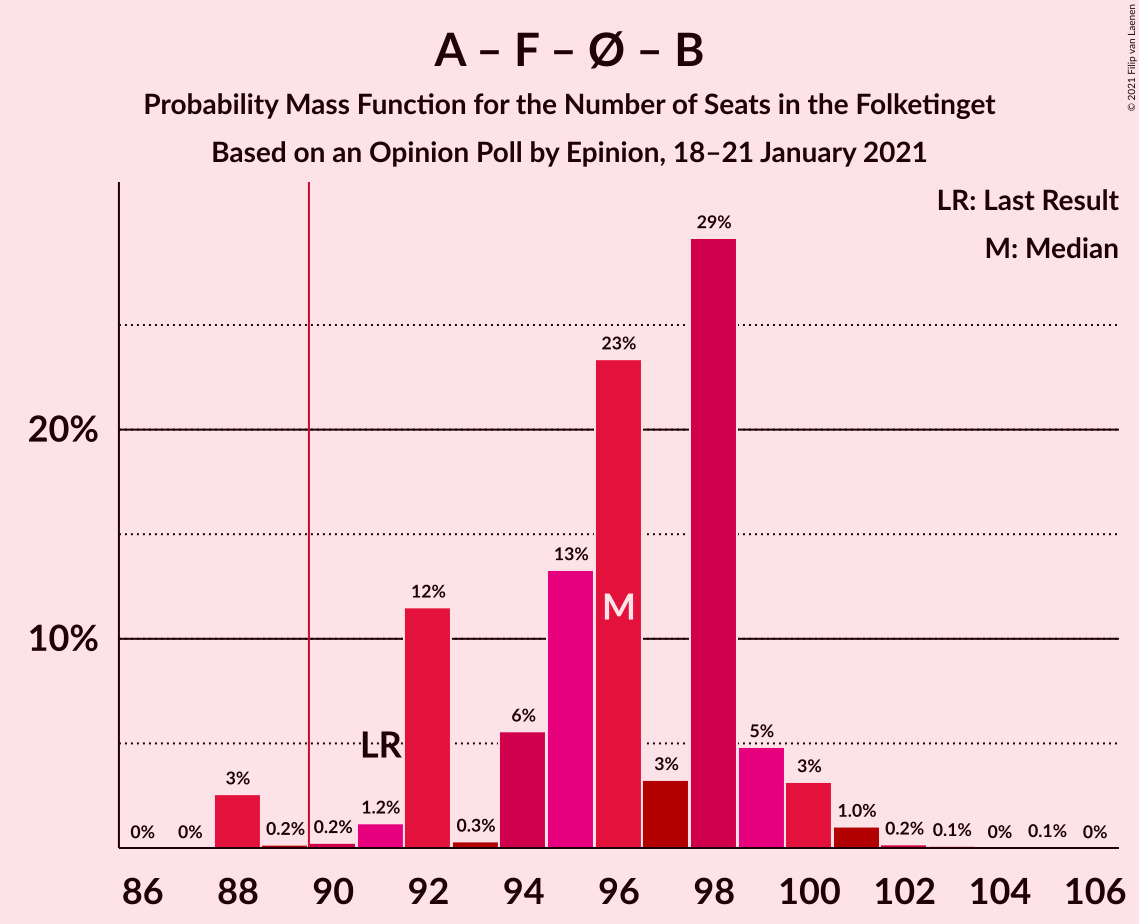 A – F – Ø – B
Probability Mass Function for the Number of Seats in the Folketinget
Based on an Opinion Poll by Epinion, 18–21 January 2021
© 2021 Filip van Laenen
LR: Last Result
M: Median
29%
23%
20%
13%
12%
M
10%
6%
LR
5%
3%
3%
3%
1.2%
1.0%
0% 0% 0.2% 0.2% 0.3% 0.2% 0.1% 0% 0.1% 0%
86 88 90 92 94 96 98 100 102 104 106